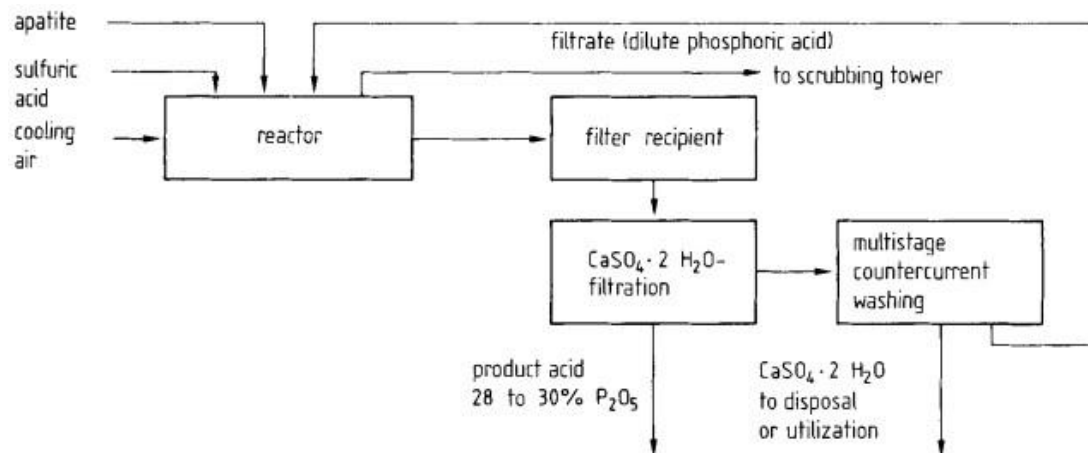 apatite
filtrate (dilute phosphoric acid)
sulfuric
acid
to scrubbing tower
cooling
air
reactor
filter recipient
CaSO₄· 2 H₂O–
filtration
multistage
countercurrent
washing
product acid
28 to 30% P₂O₅
CaSO₄· 2 H₂O
to disposal
or utilization